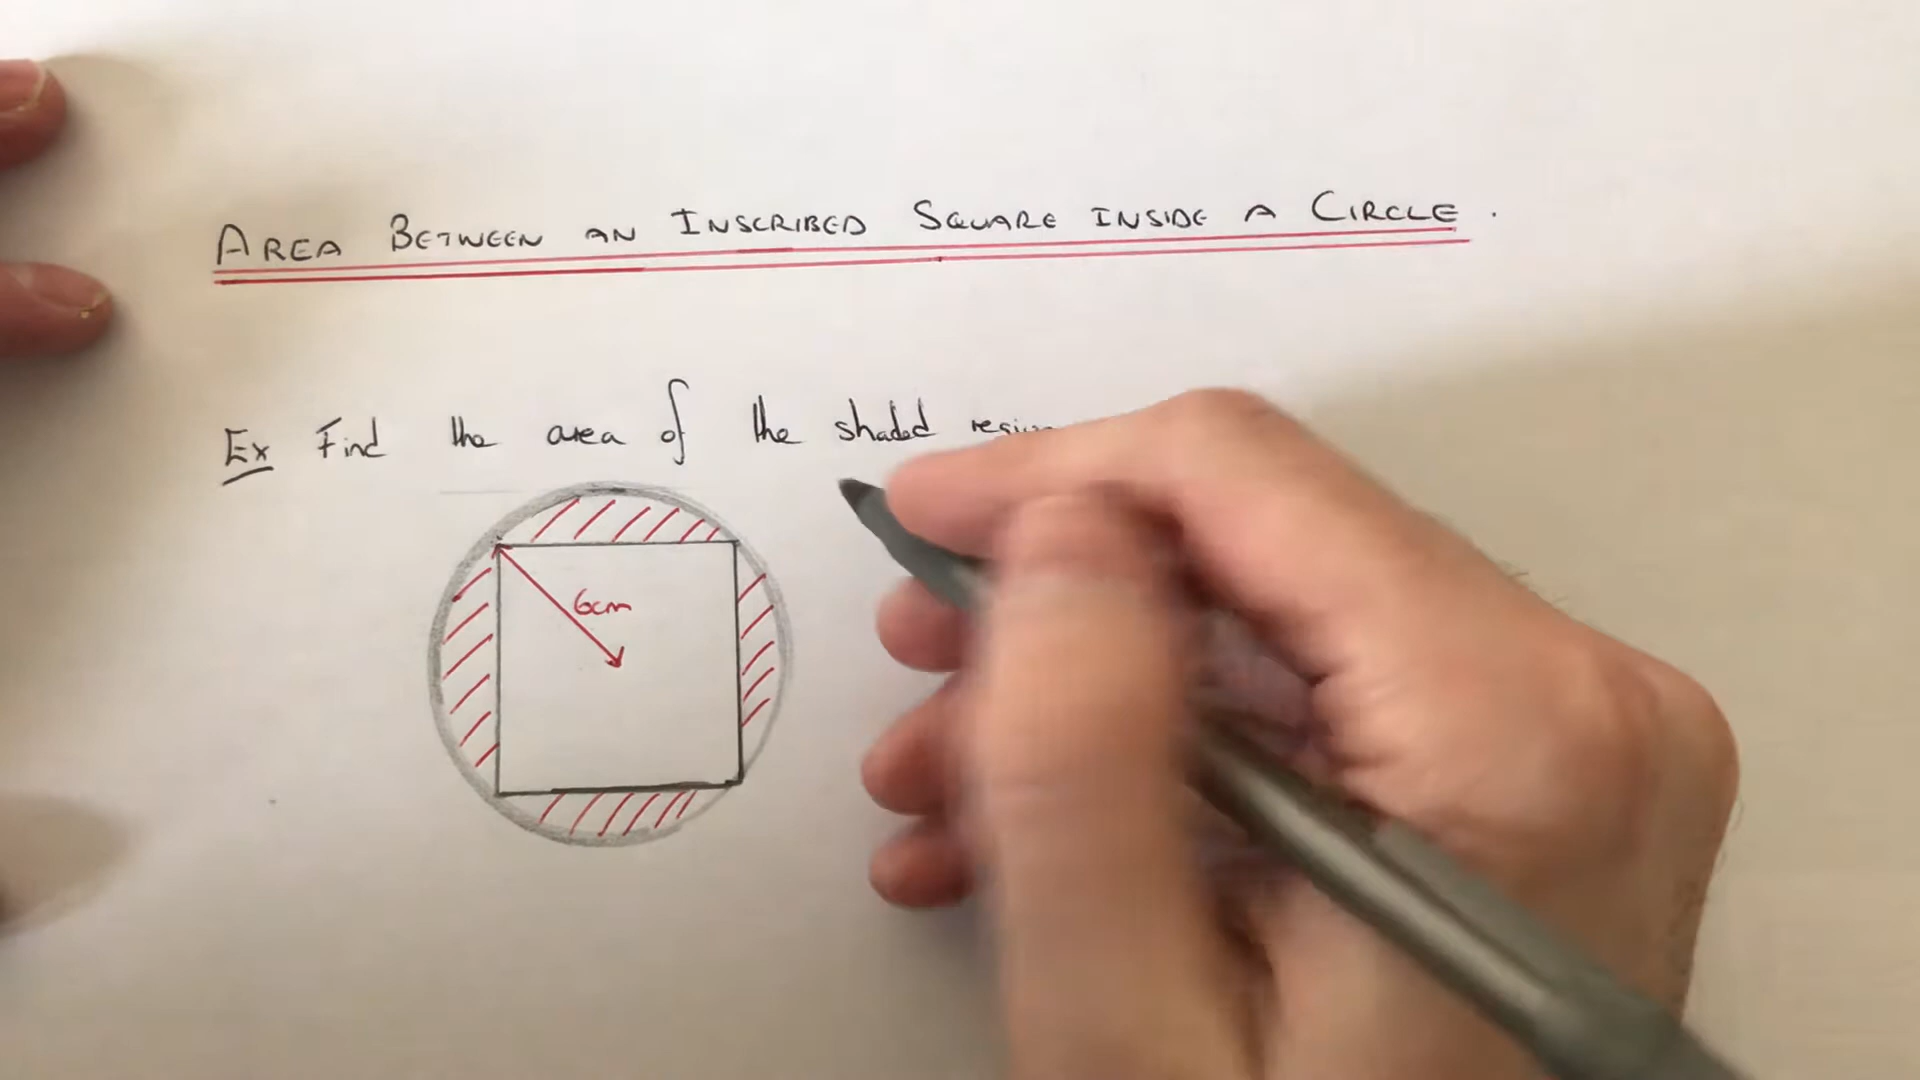 AREA BETWEEN AN INSCRIBED SQUARE INSIDE A CIRCLE.
Ex Find the area of the shaded
6cm